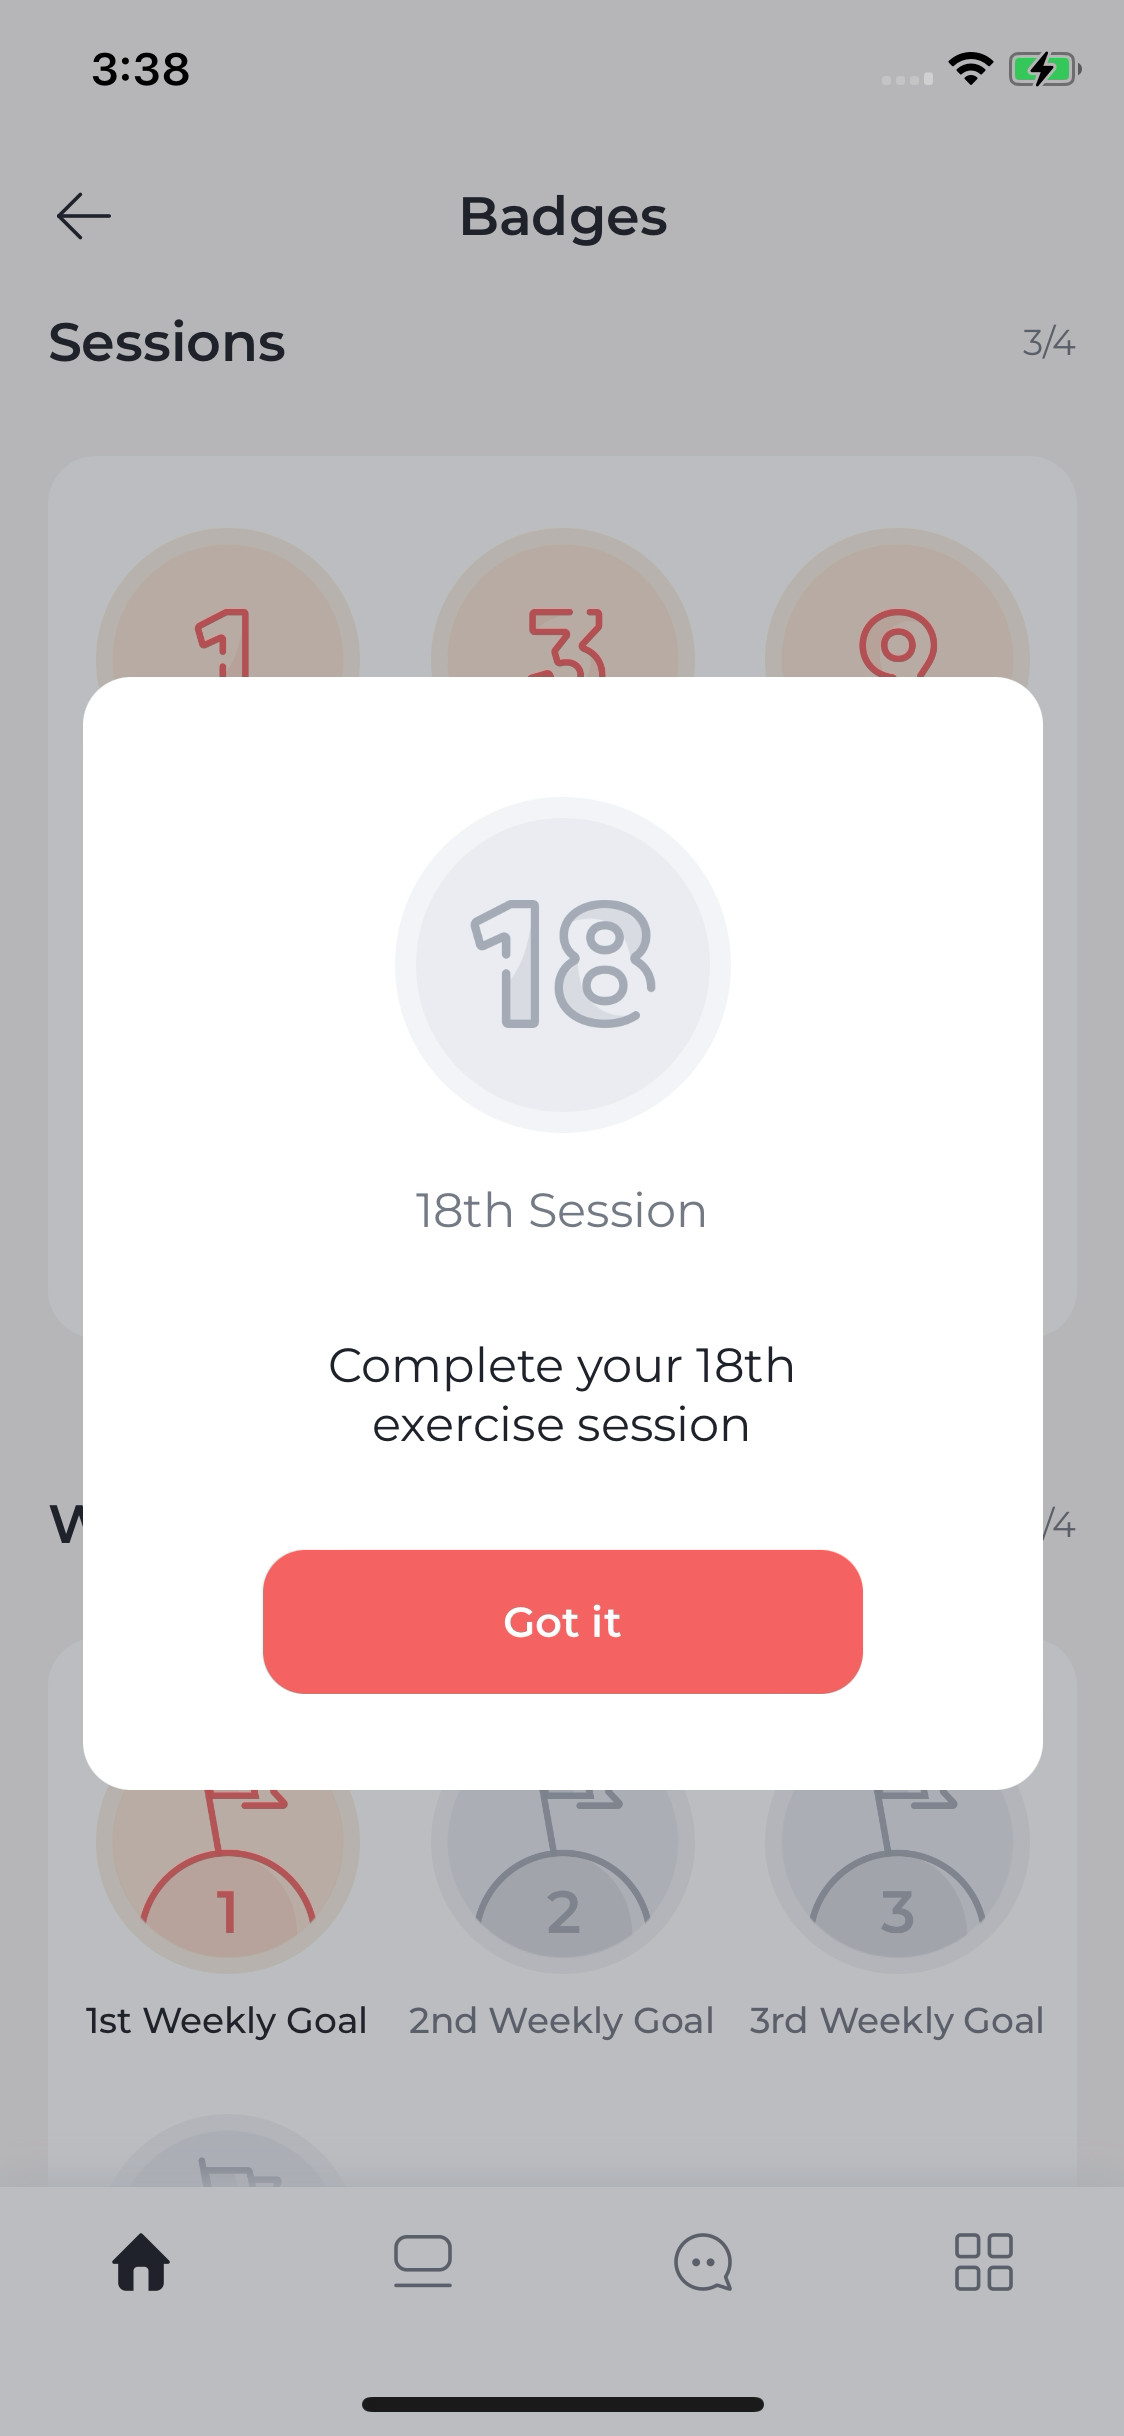 3:38
Badges
Sessions
3/4
1
3
18
18th Session
Complete your 18th
exercise session
/4
Got it
1
2
3
1st Weekly Goal
2nd Weekly Goal
3rd Weekly Goal